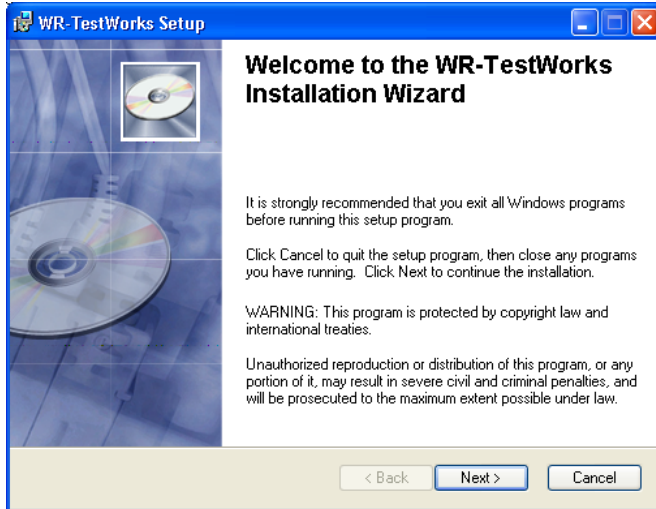 WR-TestWorks Setup
Welcome to the WR-TestWorks
Installation Wizard
It is strongly recommended that you exit all Windows programs
before running this setup program.
Click Cancel to quit the setup program, then close any programs
you have running.  Click Next to continue the installation.
WARNING: This program is protected by copyright law and
international treaties.
Unauthorized reproduction or distribution of this program, or any
portion of it, may result in severe civil and criminal penalties, and
will be prosecuted to the maximum extent possible under law.
< Back Next > Cancel